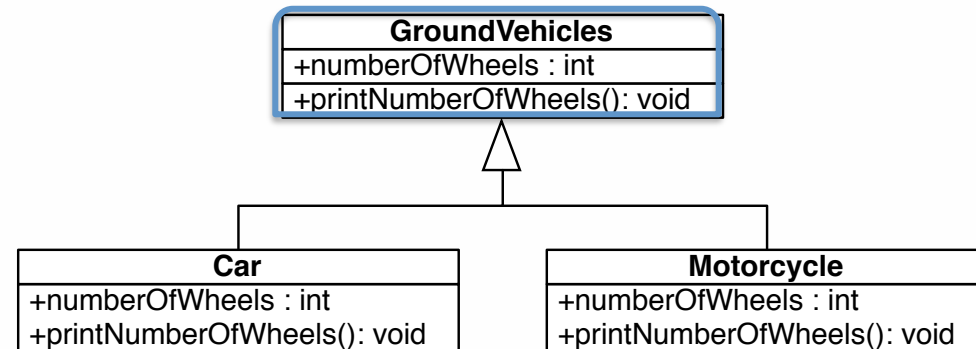 GroundVehicles
+numberOfWheels : int
+printNumberOfWheels(): void
Car
+numberOfWheels : int
+printNumberOfWheels(): void
Motorcycle
+numberOfWheels : int
+printNumberOfWheels(): void